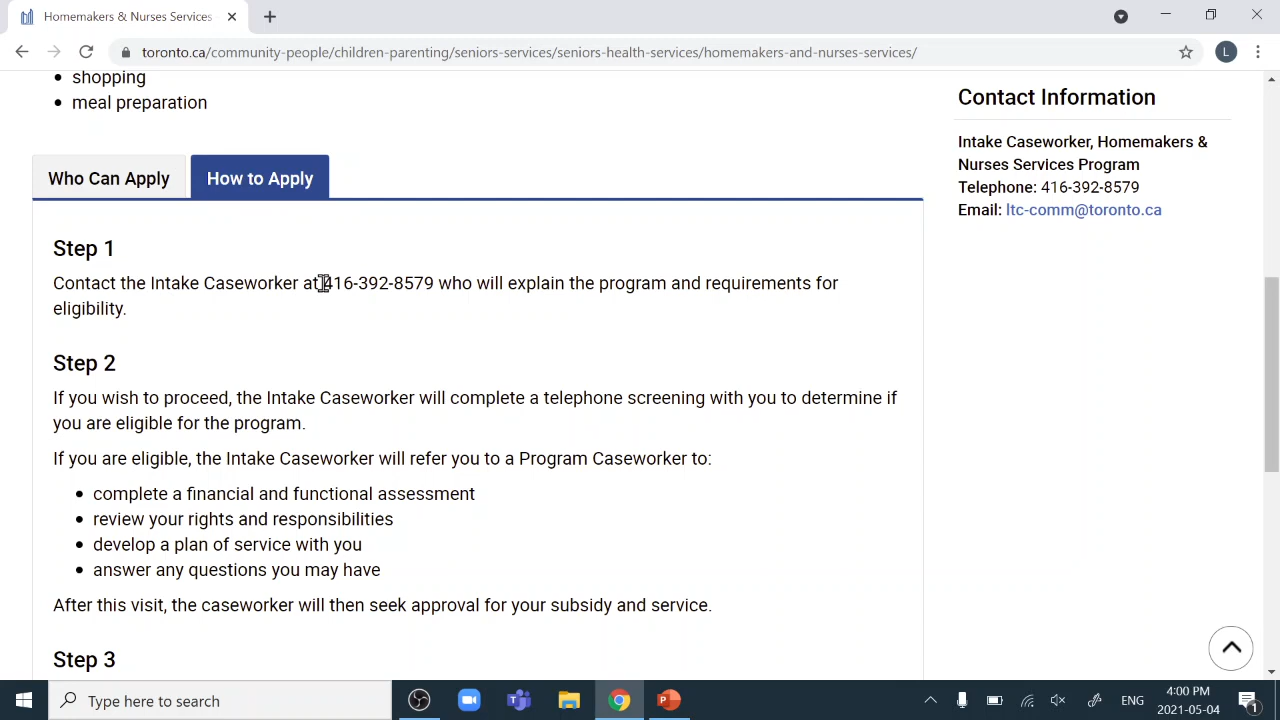 Homemakers & Nurses Services
toronto.ca/community-people/children-parenting/seniors-services/seniors-health-services/homemakers-and-nurses-services/
L
shopping
meal preparation
Contact Information
Intake Caseworker, Homemakers &
Nurses Services Program
Telephone: 416-392-8579
Email: ltc-comm@toronto.ca
Who Can Apply
How to Apply
Step 1
Contact the Intake Caseworker at 416-392-8579 who will explain the program and requirements for
eligibility.
Step 2
If you wish to proceed, the Intake Caseworker will complete a telephone screening with you to determine if
you are eligible for the program.
If you are eligible, the Intake Caseworker will refer you to a Program Caseworker to:
complete a financial and functional assessment
review your rights and responsibilities
develop a plan of service with you
answer any questions you may have
After this visit, the caseworker will then seek approval for your subsidy and service.
Step 3
Type here to search
ENG
4:00 PM
2021-05-04
1